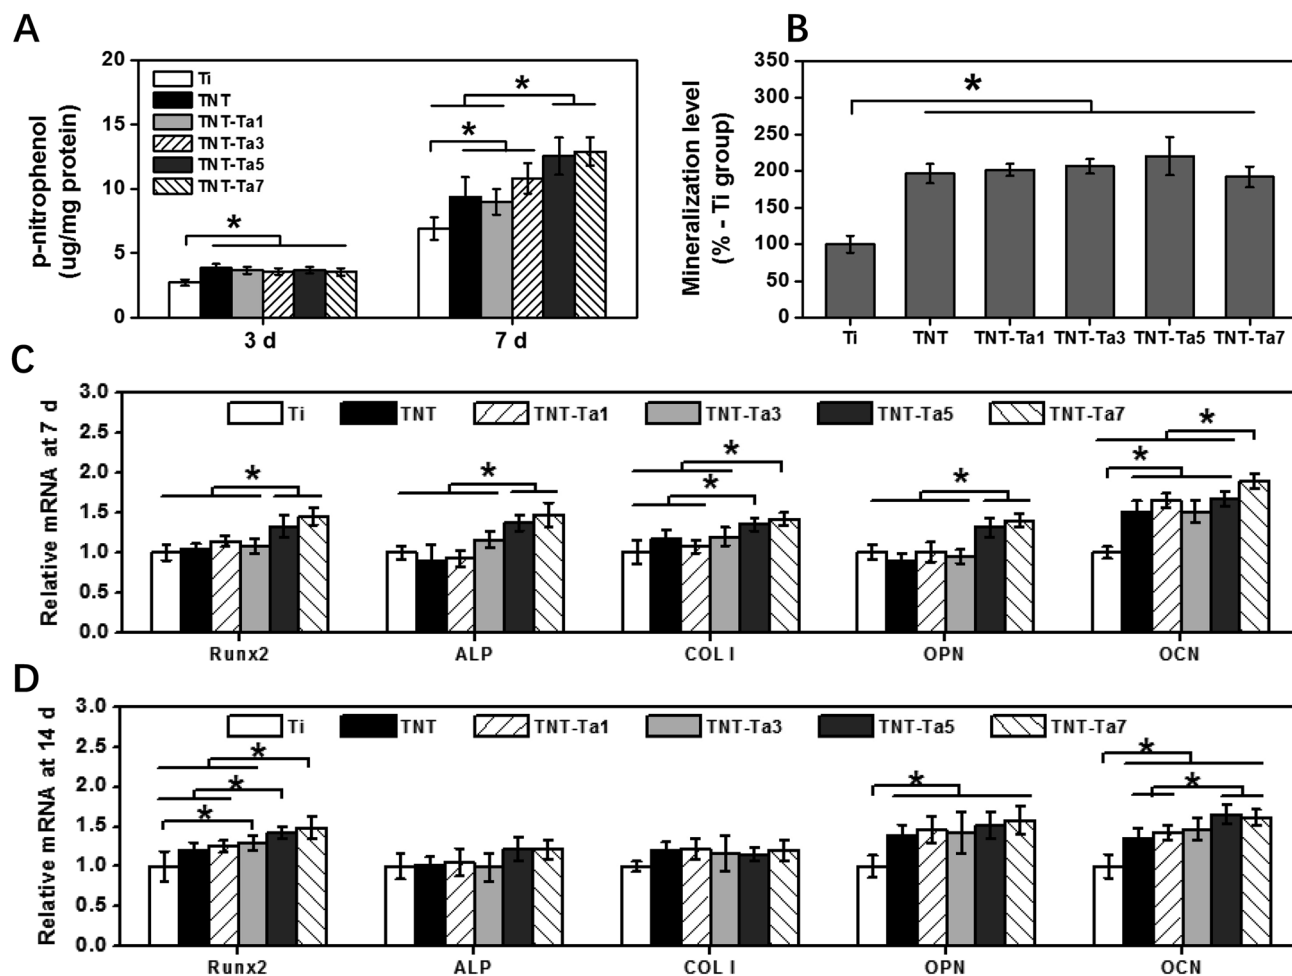 A
p-nitrophenol
(ug/mg protein)
20
15
10
5
0
Ti
TNT
TNT-Ta1
TNT-Ta3
TNT-Ta5
TNT-Ta7
*
*
*
3 d
7 d
B
Mineralization level
(% - Ti group)
350
300
250
200
150
100
50
0
*
Ti
TNT
TNT-Ta1
TNT-Ta3
TNT-Ta5
TNT-Ta7
C
Relative mRNA at 7 d
3.0
2.5
2.0
1.5
1.0
0.5
0.0
Ti
TNT
TNT-Ta1
TNT-Ta3
TNT-Ta5
TNT-Ta7
*
*
*
*
*
*
*
Runx2
ALP
COL I
OPN
OCN
D
Relative mRNA at 14 d
3.0
2.5
2.0
1.5
1.0
0.5
0.0
Ti
TNT
TNT-Ta1
TNT-Ta3
TNT-Ta5
TNT-Ta7
*
*
*
*
*
*
Runx2
ALP
COL I
OPN
OCN